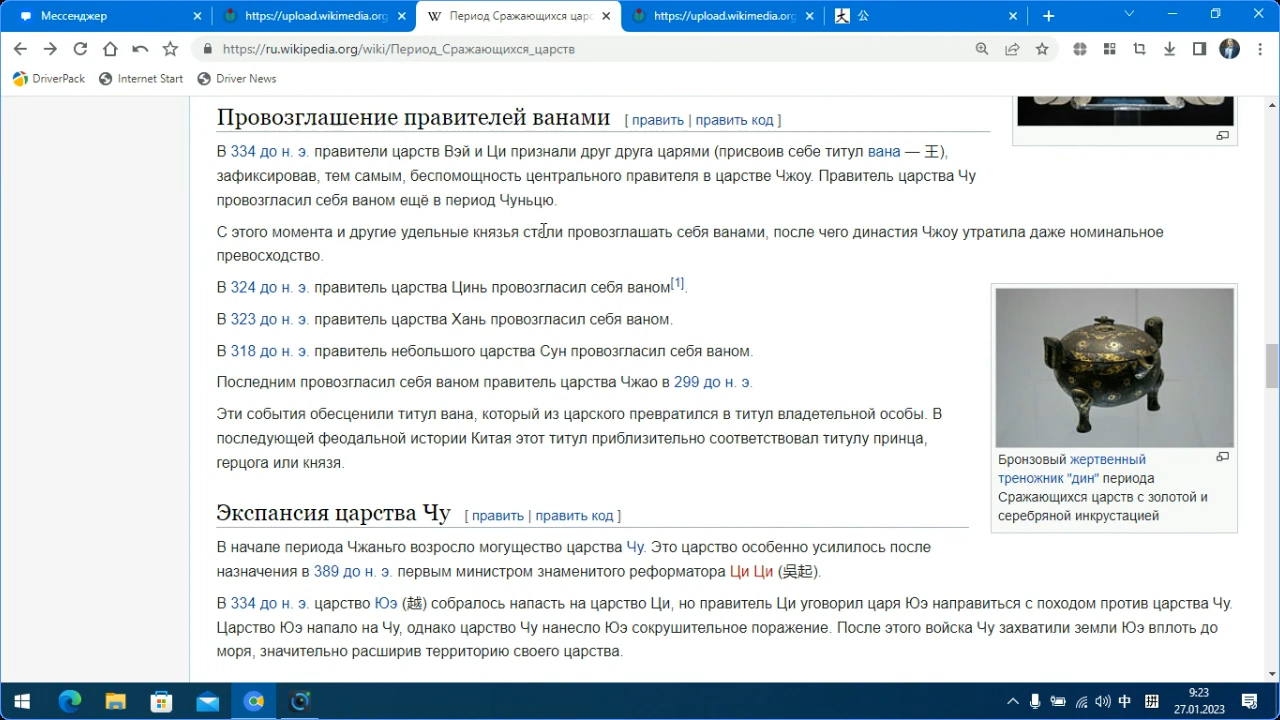 Мессенджер
https://upload.wikimedia.org
Период Сражающихся царс
https://upload.wikimedia.org
公
https://ru.wikipedia.org/wiki/Период_Сражающихся_царств
DriverPack
Internet Start
Driver News
Провозглашение правителей ванами [ править | править код ]
В 334 до н. э. правители царств Вэй и Ци признали друг друга царями (присвоив себе титул вана — 王),
зафиксировав, тем самым, беспомощность центрального правителя в царстве Чжоу. Правитель царства Чу
провозгласил себя ваном ещё в период Чуньцю.
С этого момента и другие удельные князья стали провозглашать себя ванами, после чего династия Чжоу утратила даже номинальное
превосходство.
В 324 до н. э. правитель царства Цинь провозгласил себя ваном[1].
В 323 до н. э. правитель царства Хань провозгласил себя ваном.
В 318 до н. э. правитель небольшого царства Сун провозгласил себя ваном.
Последним провозгласил себя ваном правитель царства Чжао в 299 до н. э.
Эти события обесценили титул вана, который из царского превратился в титул владетельной особы. В
последующей феодальной истории Китая этот титул приблизительно соответствовал титулу принца,
герцога или князя.
Бронзовый жертвенный
треножник "дин" периода
Сражающихся царств с золотой и
серебряной инкрустацией
Экспансия царства Чу [ править | править код ]
В начале периода Чжаньго возросло могущество царства Чу. Это царство особенно усилилось после
назначения в 389 до н. э. первым министром знаменитого реформатора Ци Ци (吳起).
В 334 до н. э. царство Юэ (越) собралось напасть на царство Ци, но правитель Ци уговорил царя Юэ направиться с походом против царства Чу.
Царство Юэ напало на Чу, однако царство Чу нанесло Юэ сокрушительное поражение. После этого войска Чу захватили земли Юэ вплоть до
моря, значительно расширив территорию своего царства.
中
拼
9:23
27.01.2023